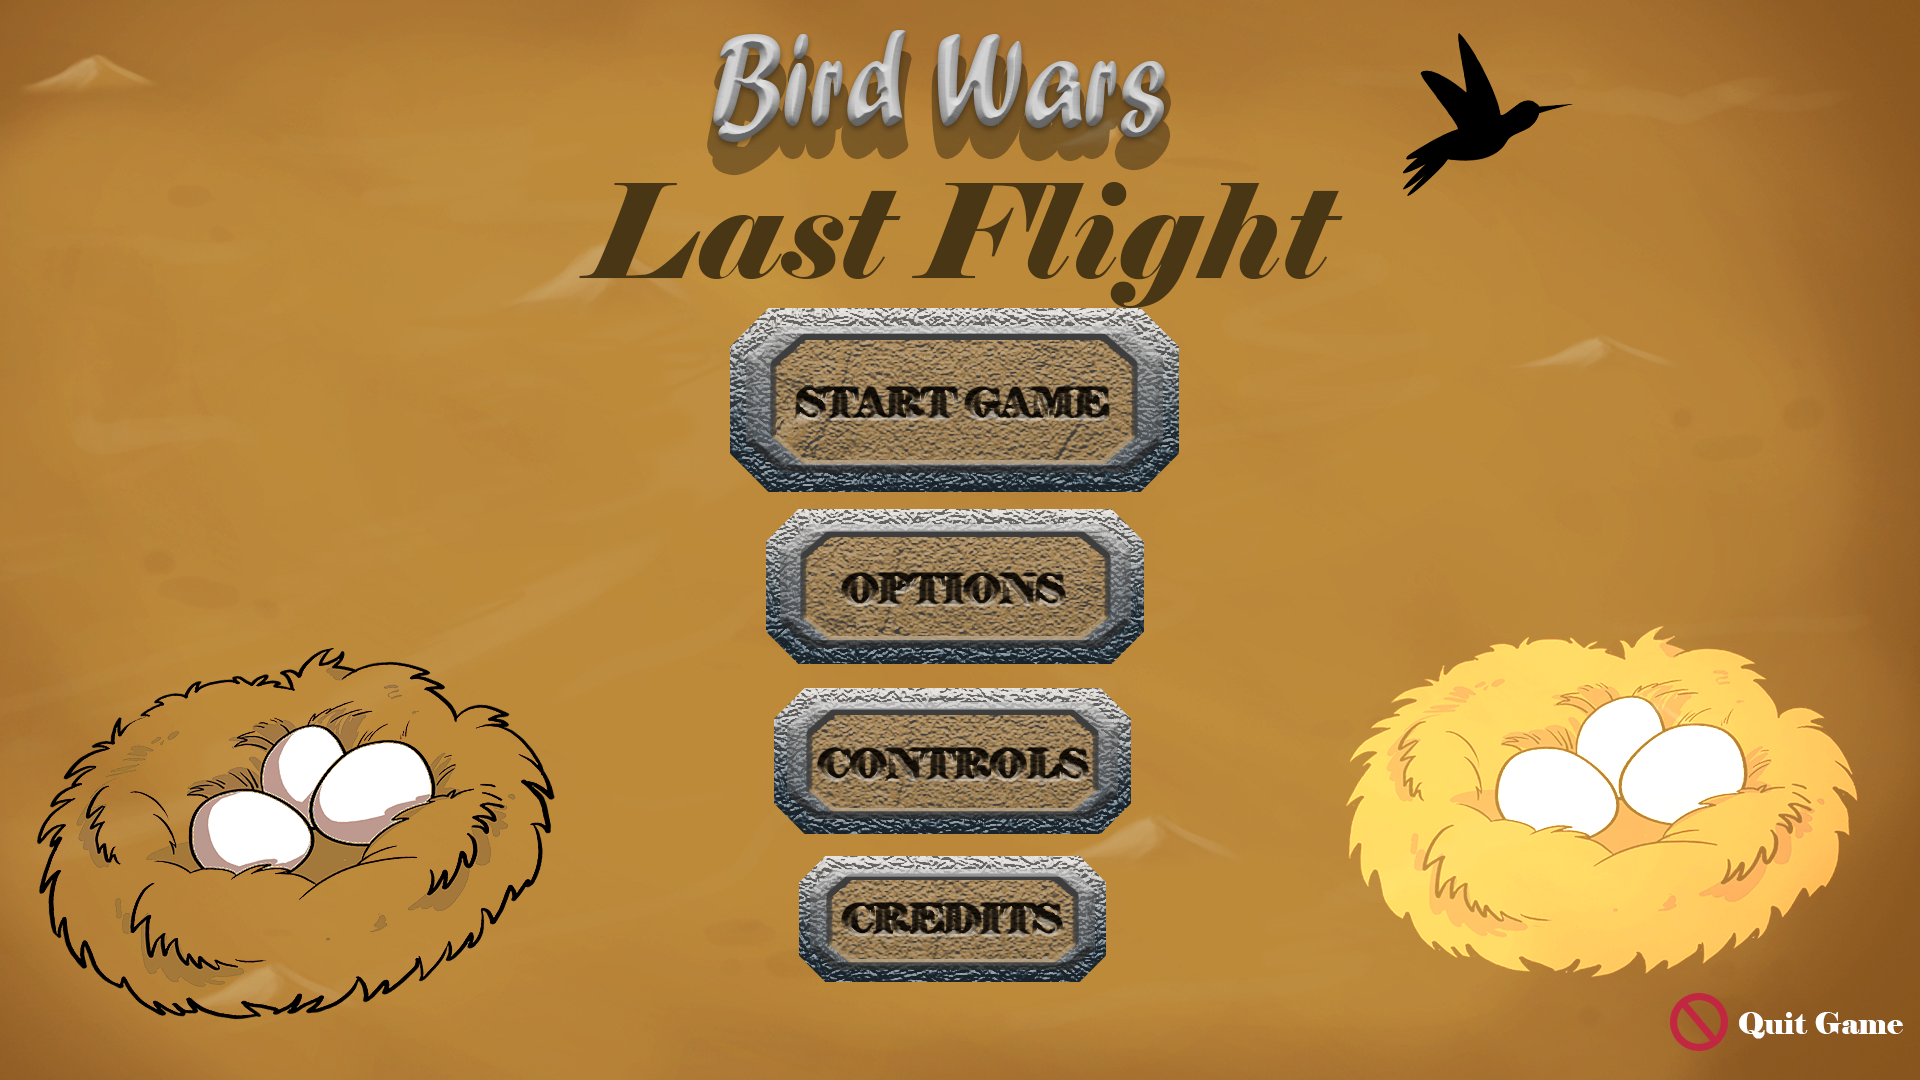 Bird Wars
Last Flight
START GAME
OPTIONS
CONTROLS
CREDITS
Quit Game